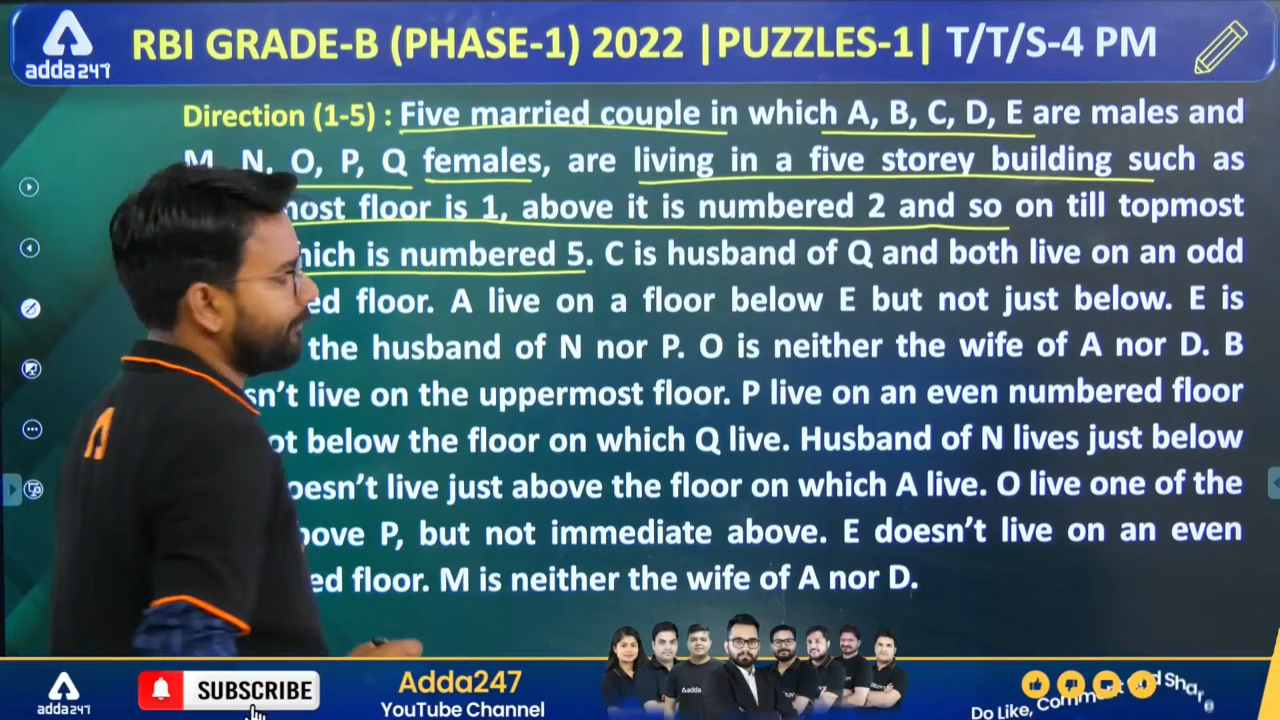 adda247
RBI GRADE-B (PHASE-1) 2022 |PUZZLES-1| T/T/S-4 PM
Direction (1-5) : Five married couple in which A, B, C, D, E are males and
M, N, O, P, Q females, are living in a five storey building such as
most floor is 1, above it is numbered 2 and so on till topmost
which is numbered 5. C is husband of Q and both live on an odd
ed floor. A live on a floor below E but not just below. E is
the husband of N nor P. O is neither the wife of A nor D. B
sn't live on the uppermost floor. P live on an even numbered floor
ot below the floor on which Q live. Husband of N lives just below
oesn't live just above the floor on which A live. O live one of the
bove P, but not immediate above. E doesn't live on an even
ed floor. M is neither the wife of A nor D.
adda247
SUBSCRIBE
Adda247
YouTube Channel
Do Like, Comment and Share